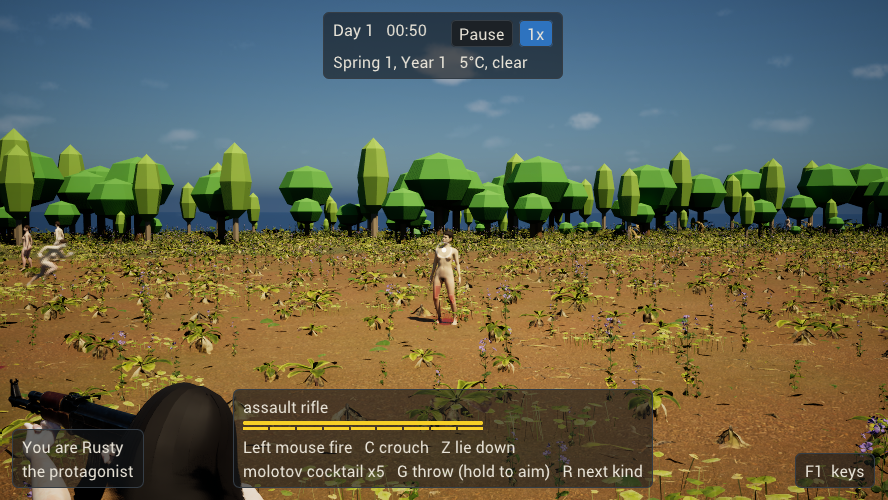 Day 1 00:50 Pause 1x
Spring 1, Year 1 5°C, clear
assault rifle
Left mouse fire C crouch Z lie down
molotov cocktail x5 G throw (hold to aim) R next kind
You are Rusty
the protagonist
F1 keys